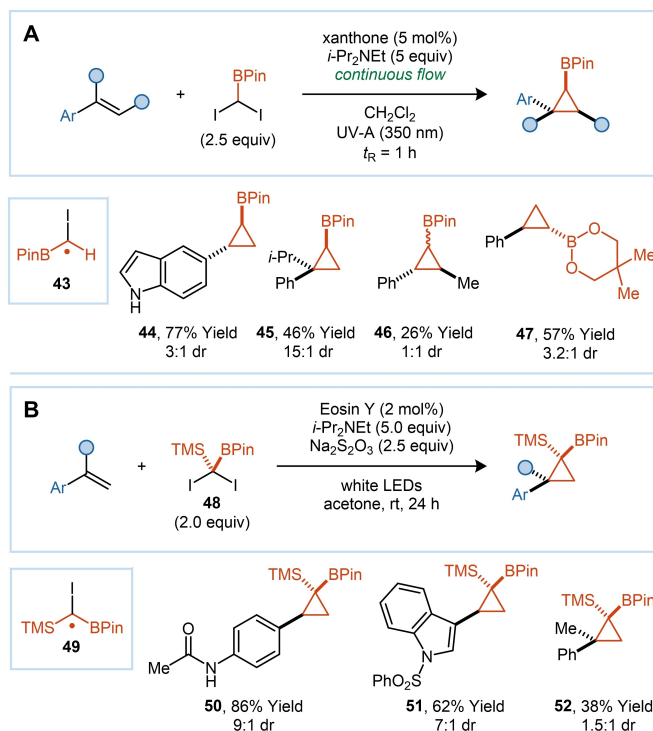 A
xanthone (5 mol%)
i-Pr2NEt (5 equiv)
continuous flow
CH2Cl2
UV-A (350 nm)
tR = 1 h
Ar
+
BPin
I I
(2.5 equiv)
BPin
Ar
I
PinB H
43
BPin
N
H
44, 77% Yield
3:1 dr
BPin
i-Pr
Ph
45, 46% Yield
15:1 dr
BPin
Ph Me
46, 26% Yield
1:1 dr
Ph
B O
O
Me
Me
47, 57% Yield
3.2:1 dr
B
Eosin Y (2 mol%)
i-Pr2NEt (5.0 equiv)
Na2S2O3 (2.5 equiv)
white LEDs
acetone, rt, 24 h
Ar
+
TMS BPin
I I
48
(2.0 equiv)
TMS BPin
Ar
I
TMS BPin
49
TMS BPin
O
Me N
H
50, 86% Yield
9:1 dr
TMS BPin
N
PhO2S
51, 62% Yield
7:1 dr
TMS BPin
Me
Ph
52, 38% Yield
1.5:1 dr